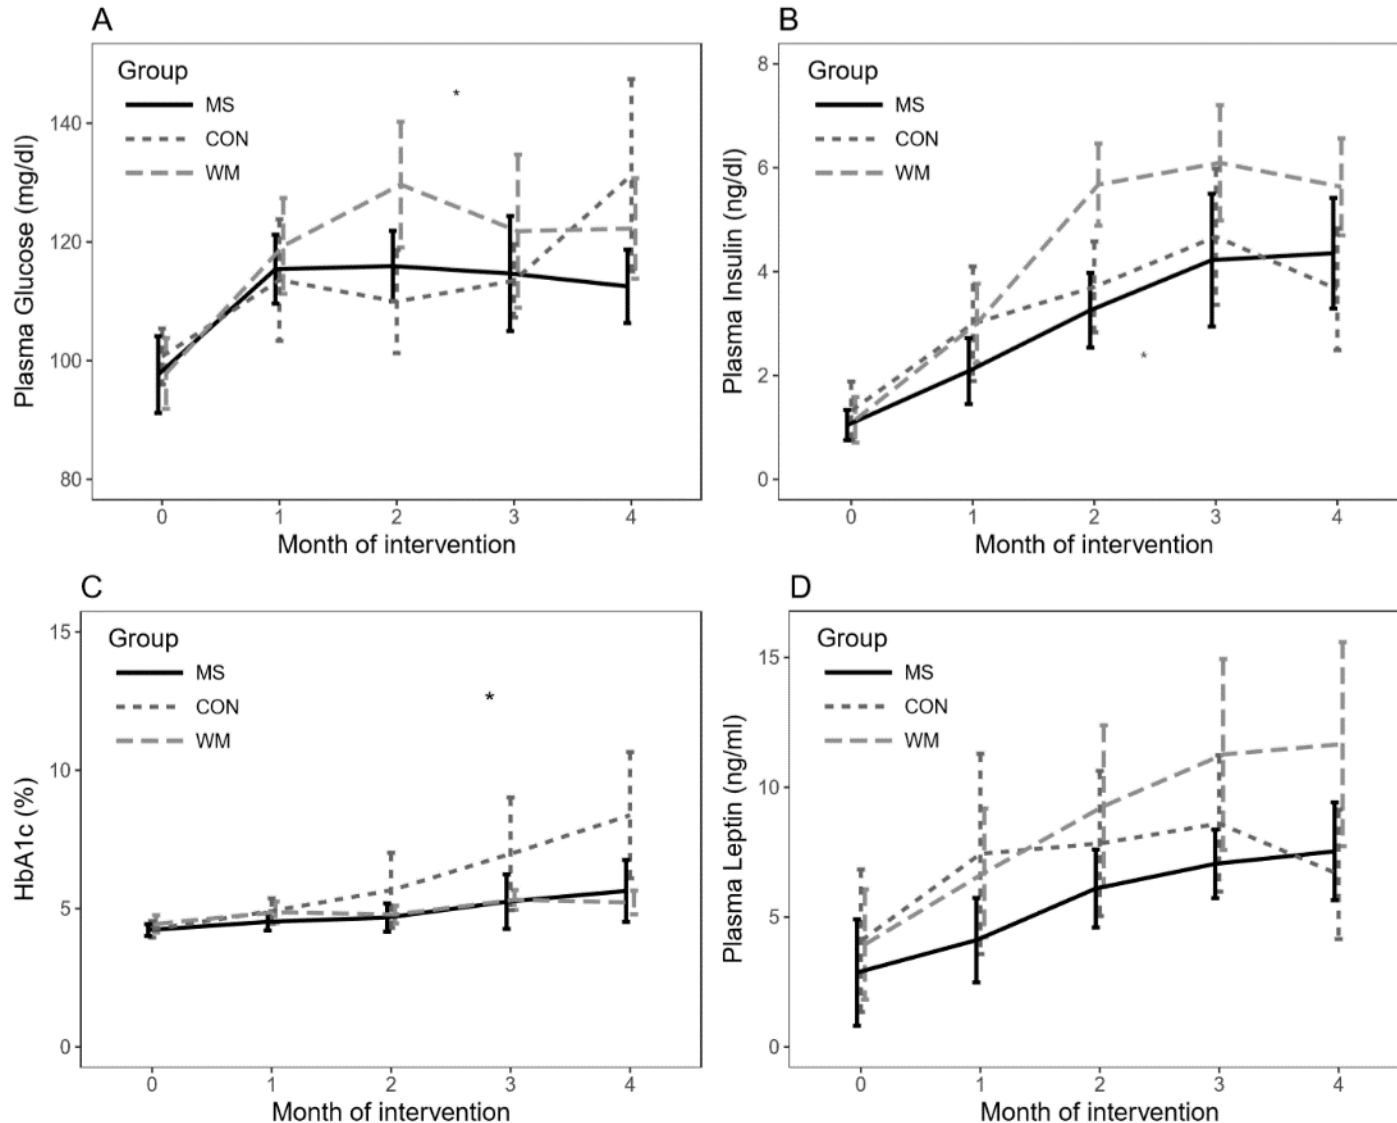 A
Group
MS
CON
WM
*
Plasma Glucose (mg/dl)
140
120
100
80
0 1 2 3 4
Month of intervention
B
Group
MS
CON
WM
*
Plasma Insulin (ng/dl)
8
6
4
2
0
0 1 2 3 4
Month of intervention
C
Group
MS
CON
WM
*
HbA1c (%)
15
10
5
0
0 1 2 3 4
Month of intervention
D
Group
MS
CON
WM
Plasma Leptin (ng/ml)
15
10
5
0
0 1 2 3 4
Month of intervention